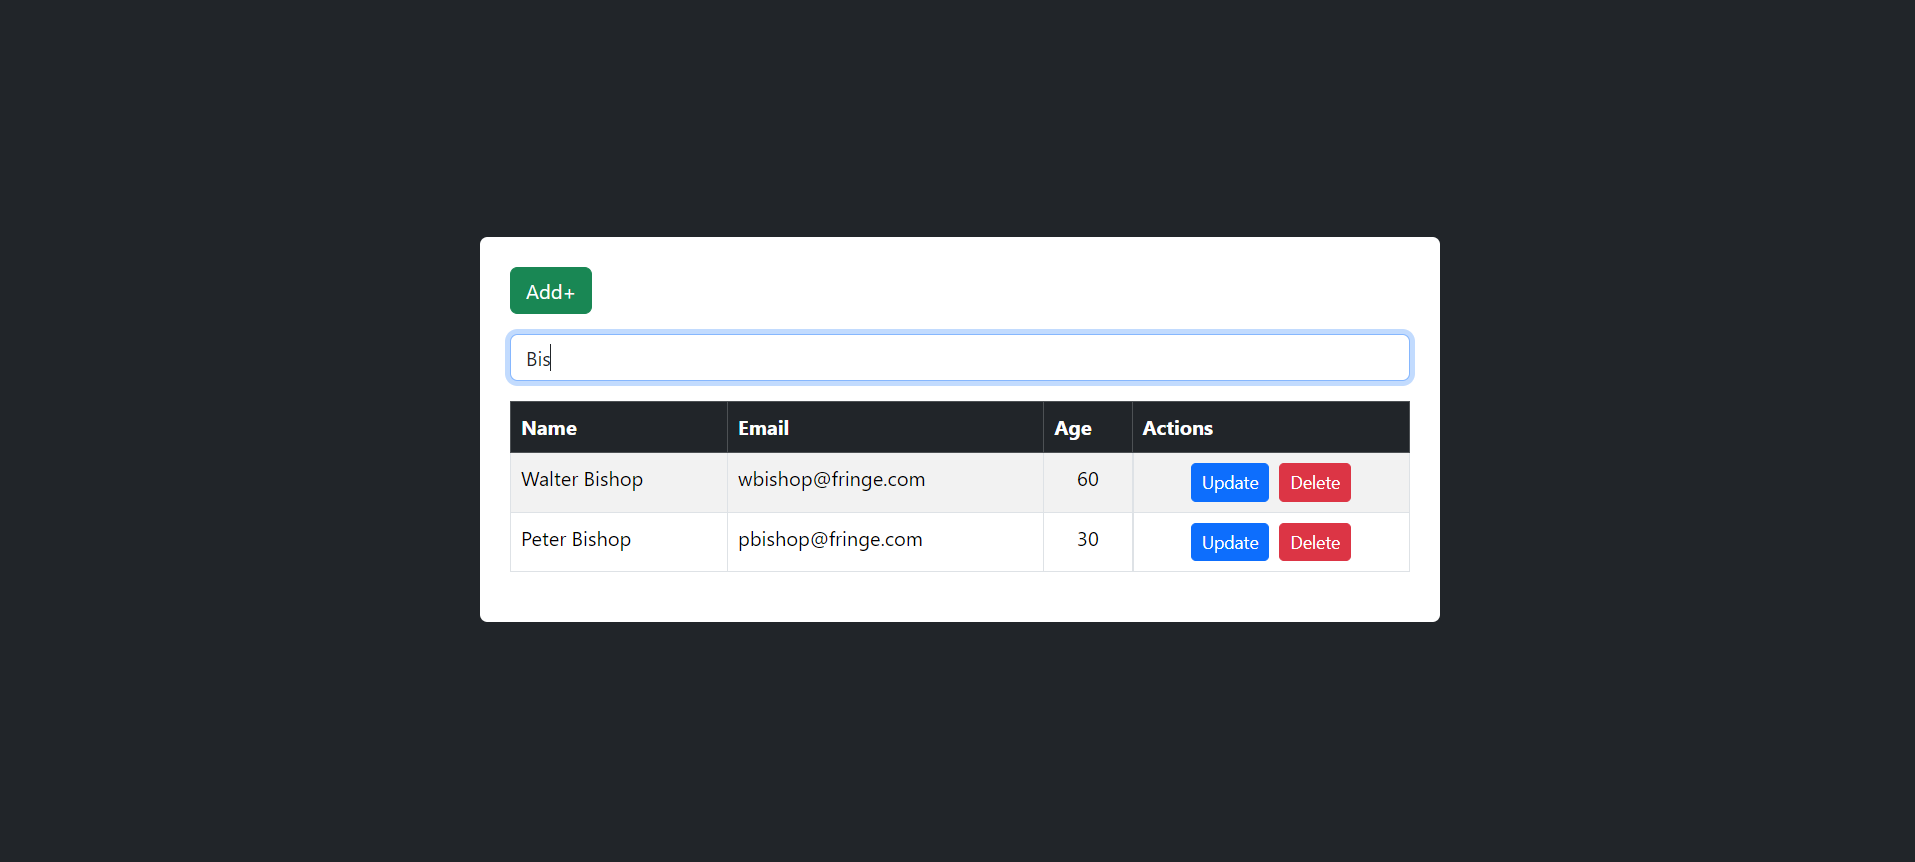 Add+
Bis
Name Email Age Actions
Walter Bishop wbishop@fringe.com 60 Update Delete
Peter Bishop pbishop@fringe.com 30 Update Delete